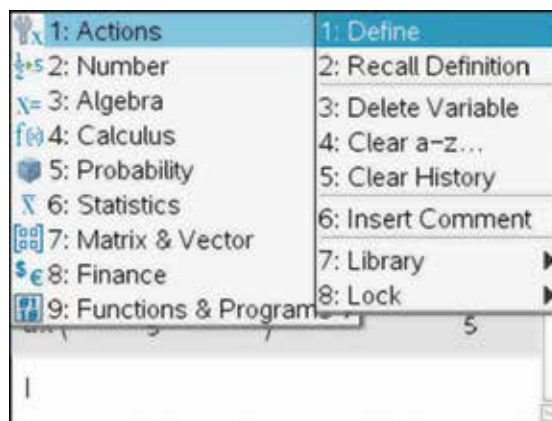 1: Actions
2: Number
3: Algebra
4: Calculus
5: Probability
6: Statistics
7: Matrix & Vector
8: Finance
9: Functions & Program
1: Define
2: Recall Definition
3: Delete Variable
4: Clear a–z...
5: Clear History
6: Insert Comment
7: Library
8: Lock
5